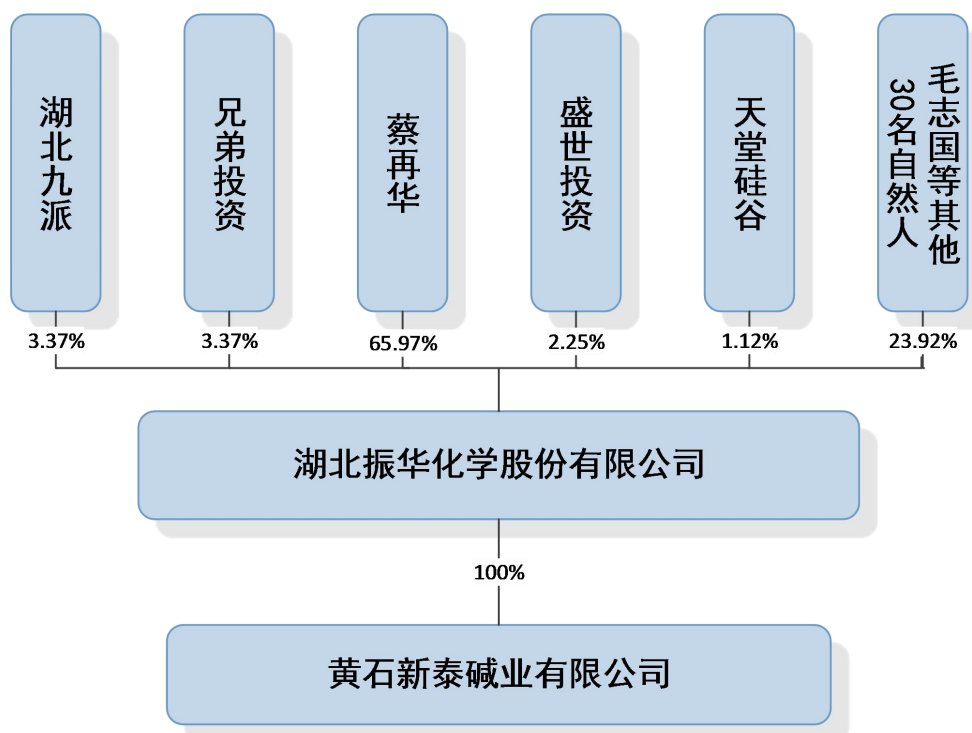 湖北九派
兄弟投资
蔡再华
盛世投资
天堂硅谷
毛志国等其他
30名自然人
3.37%
3.37%
65.97%
2.25%
1.12%
23.92%
湖北振华化学股份有限公司
100%
黄石新泰碱业有限公司